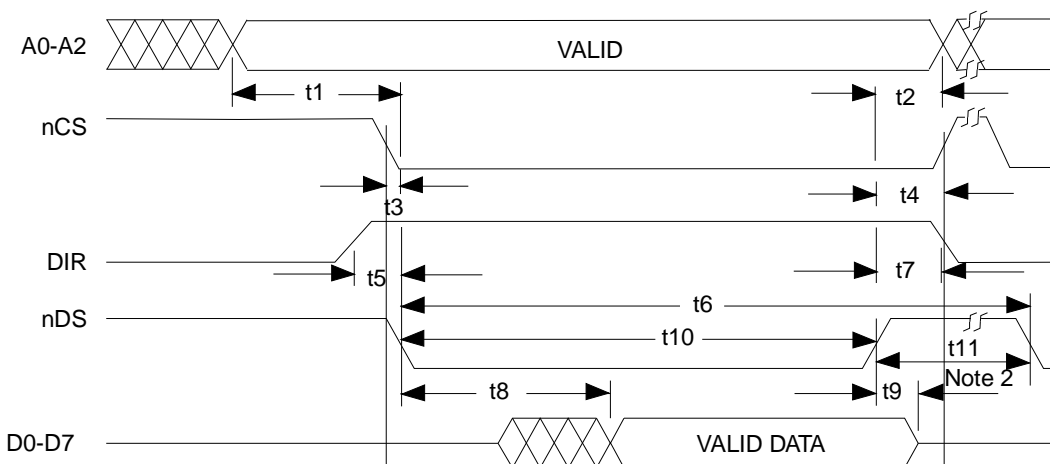 A0-A2
VALID
t1
t2
nCS
t3
t4
DIR
t5
t7
t6
nDS
t10
t11
Note 2
t8
t9
D0-D7
VALID DATA